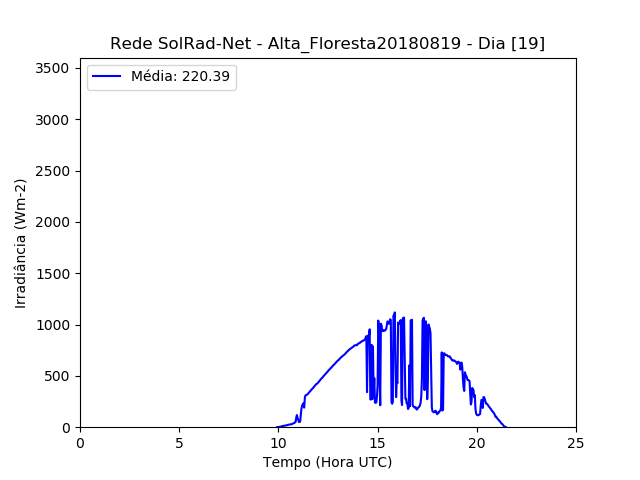 Rede SolRad-Net - Alta_Floresta20180819 - Dia [19]
Média: 220.39
3500
3000
2500
2000
1500
1000
500
0
Irradiância (Wm-2)
0 5 10 15 20 25
Tempo (Hora UTC)